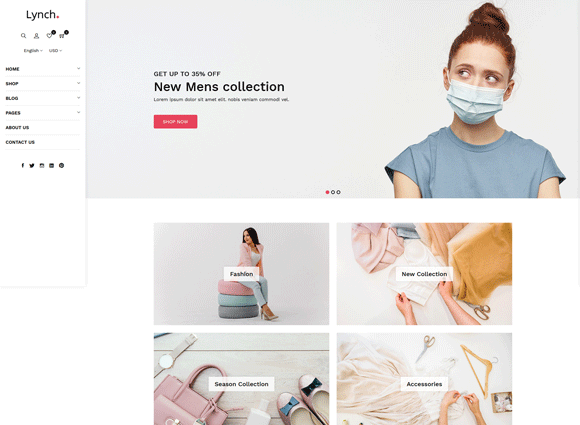 Lynch.
English
USD
HOME
SHOP
BLOG
PAGES
ABOUT US
CONTACT US
GET UP TO 35% OFF
New Mens collection
Lorem ipsum dolor sit amet elit. nobis veniam commodi vel.
SHOP NOW
Fashion
New Collection
Season Collection
Accessories